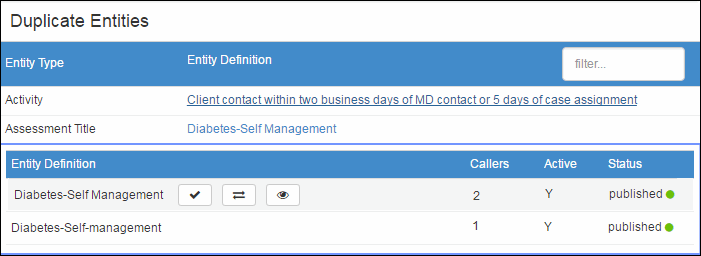 Duplicate Entities
Entity Type Entity Definition filter...
Activity Client contact within two business days of MD contact or 5 days of case assignment
Assessment Title Diabetes-Self Management
Entity Definition Callers Active Status
Diabetes-Self Management 2 Y published
Diabetes-Self-management 1 Y published